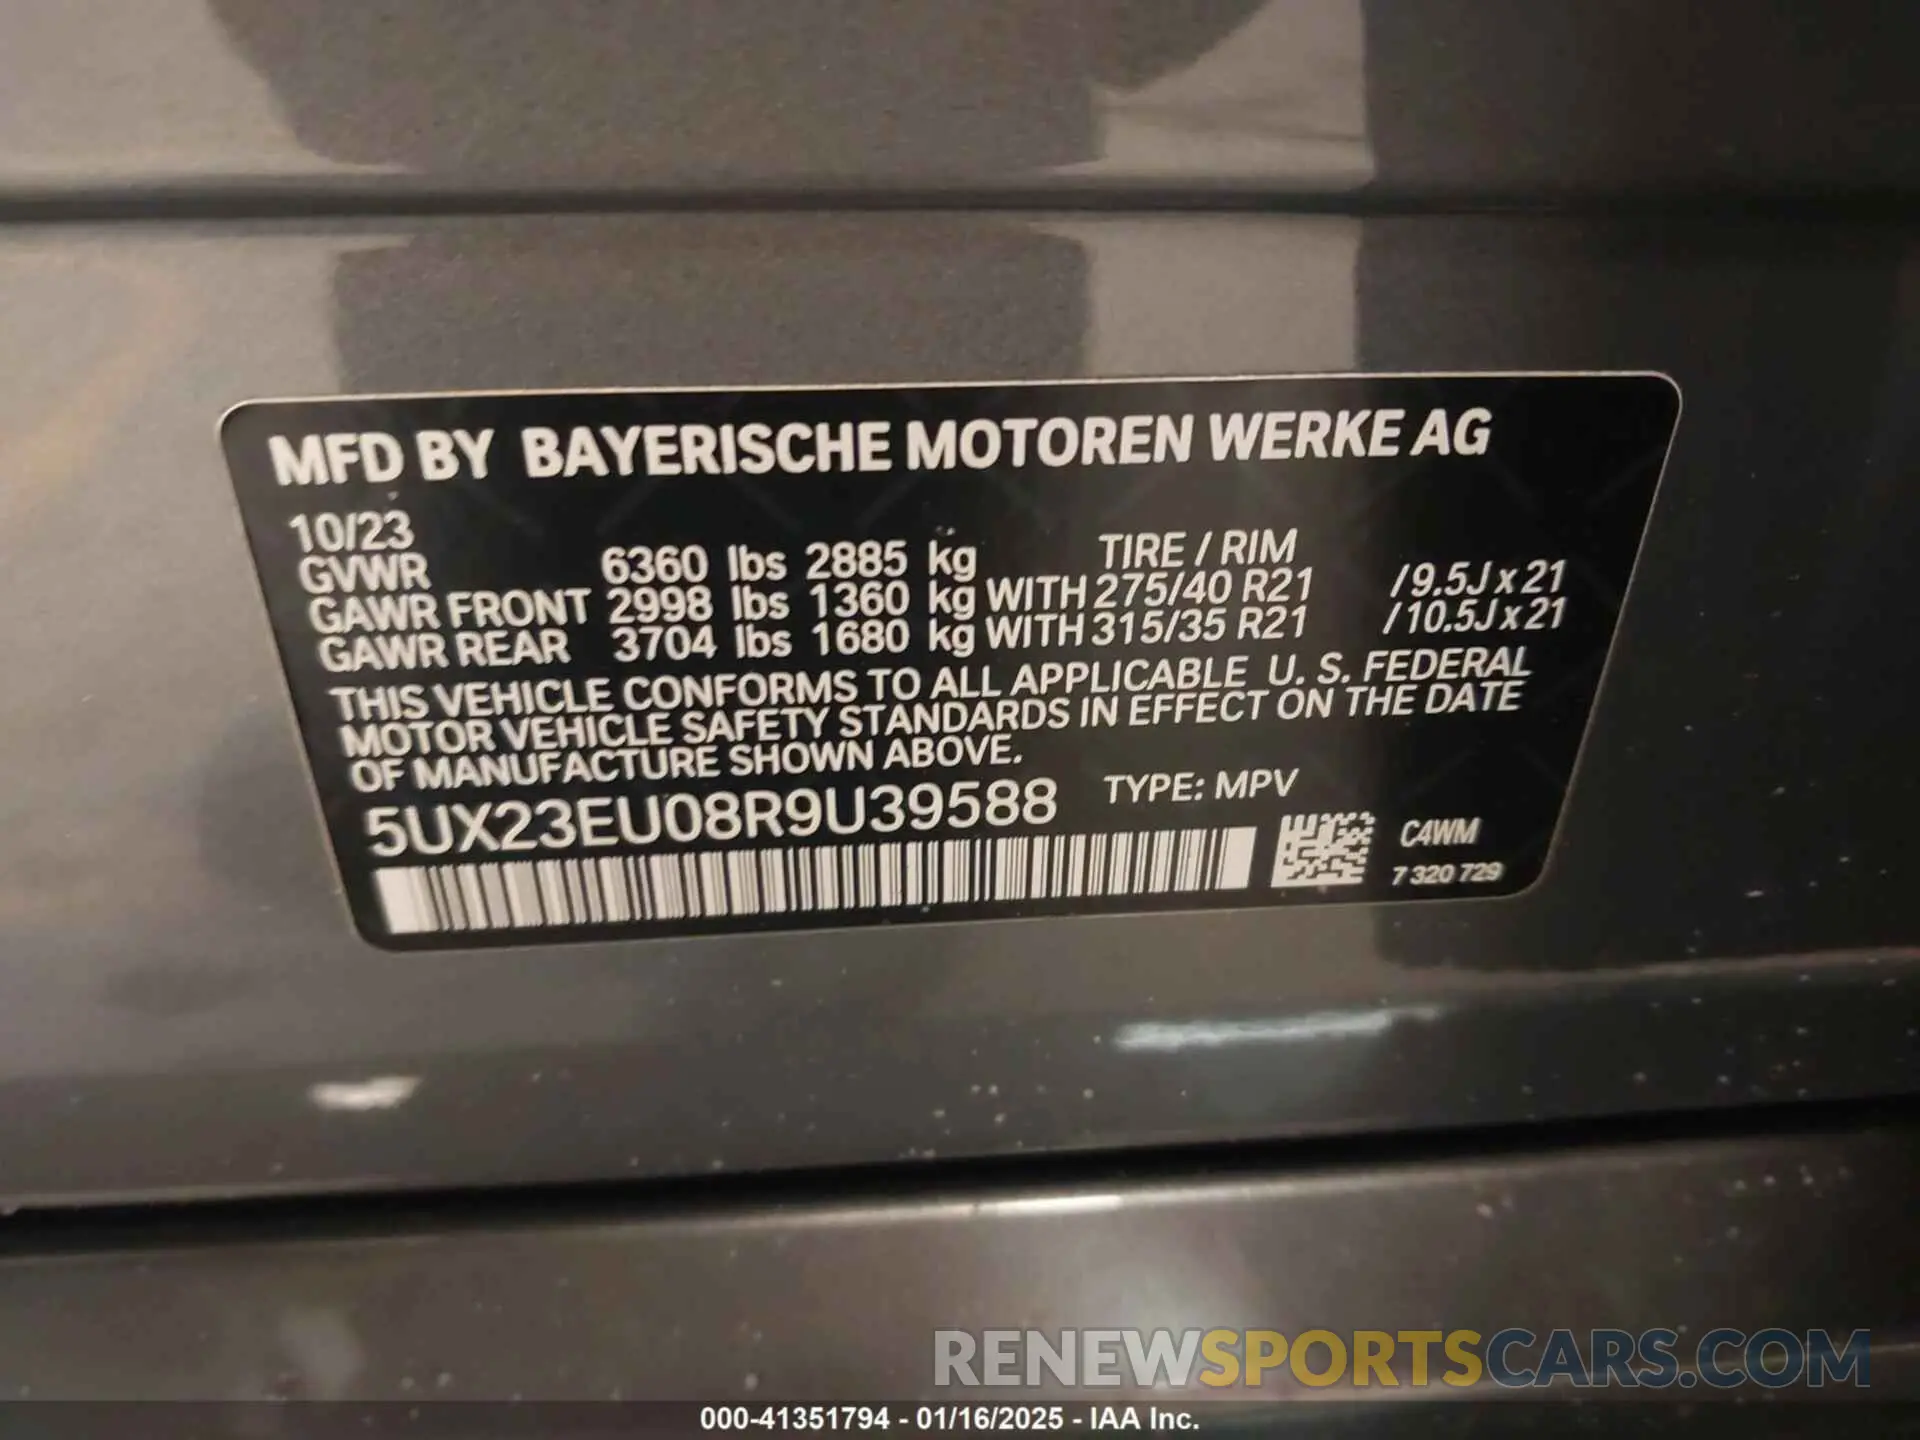 MFD BY BAYERISCHE MOTOREN WERKE AG
10/23 TIRE / RIM
GVWR 6360 lbs 2885 kg
GAWR FRONT 2998 lbs 1360 kg WITH 275/40 R21 /9.5J x 21
GAWR REAR 3704 lbs 1680 kg WITH 315/35 R21 /10.5J x 21
THIS VEHICLE CONFORMS TO ALL APPLICABLE U. S. FEDERAL
MOTOR VEHICLE SAFETY STANDARDS IN EFFECT ON THE DATE
OF MANUFACTURE SHOWN ABOVE.
5UX23EU08R9U39588 TYPE: MPV
C4WM
7 320 729
RENEWSPORTSCARS.COM
000-41351794 - 01/16/2025 - IAA Inc.